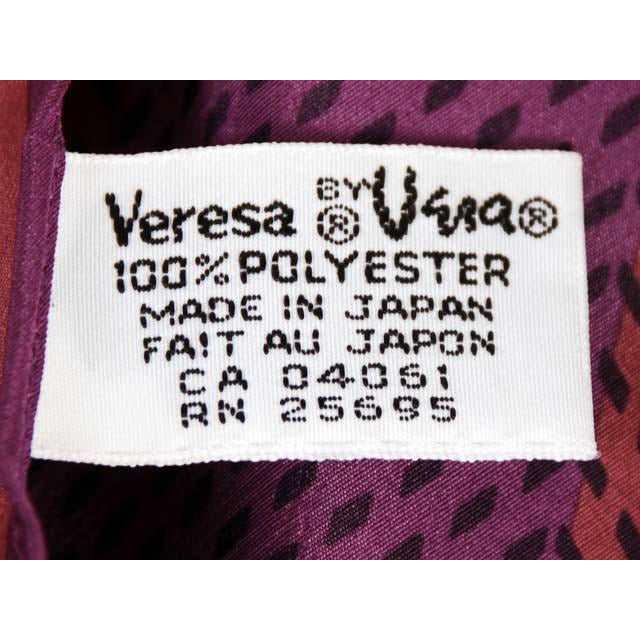 Veresa ® BY Vera®
100% POLYESTER
MADE IN JAPAN
FAIT AU JAPON
CA 04061
RN 25695